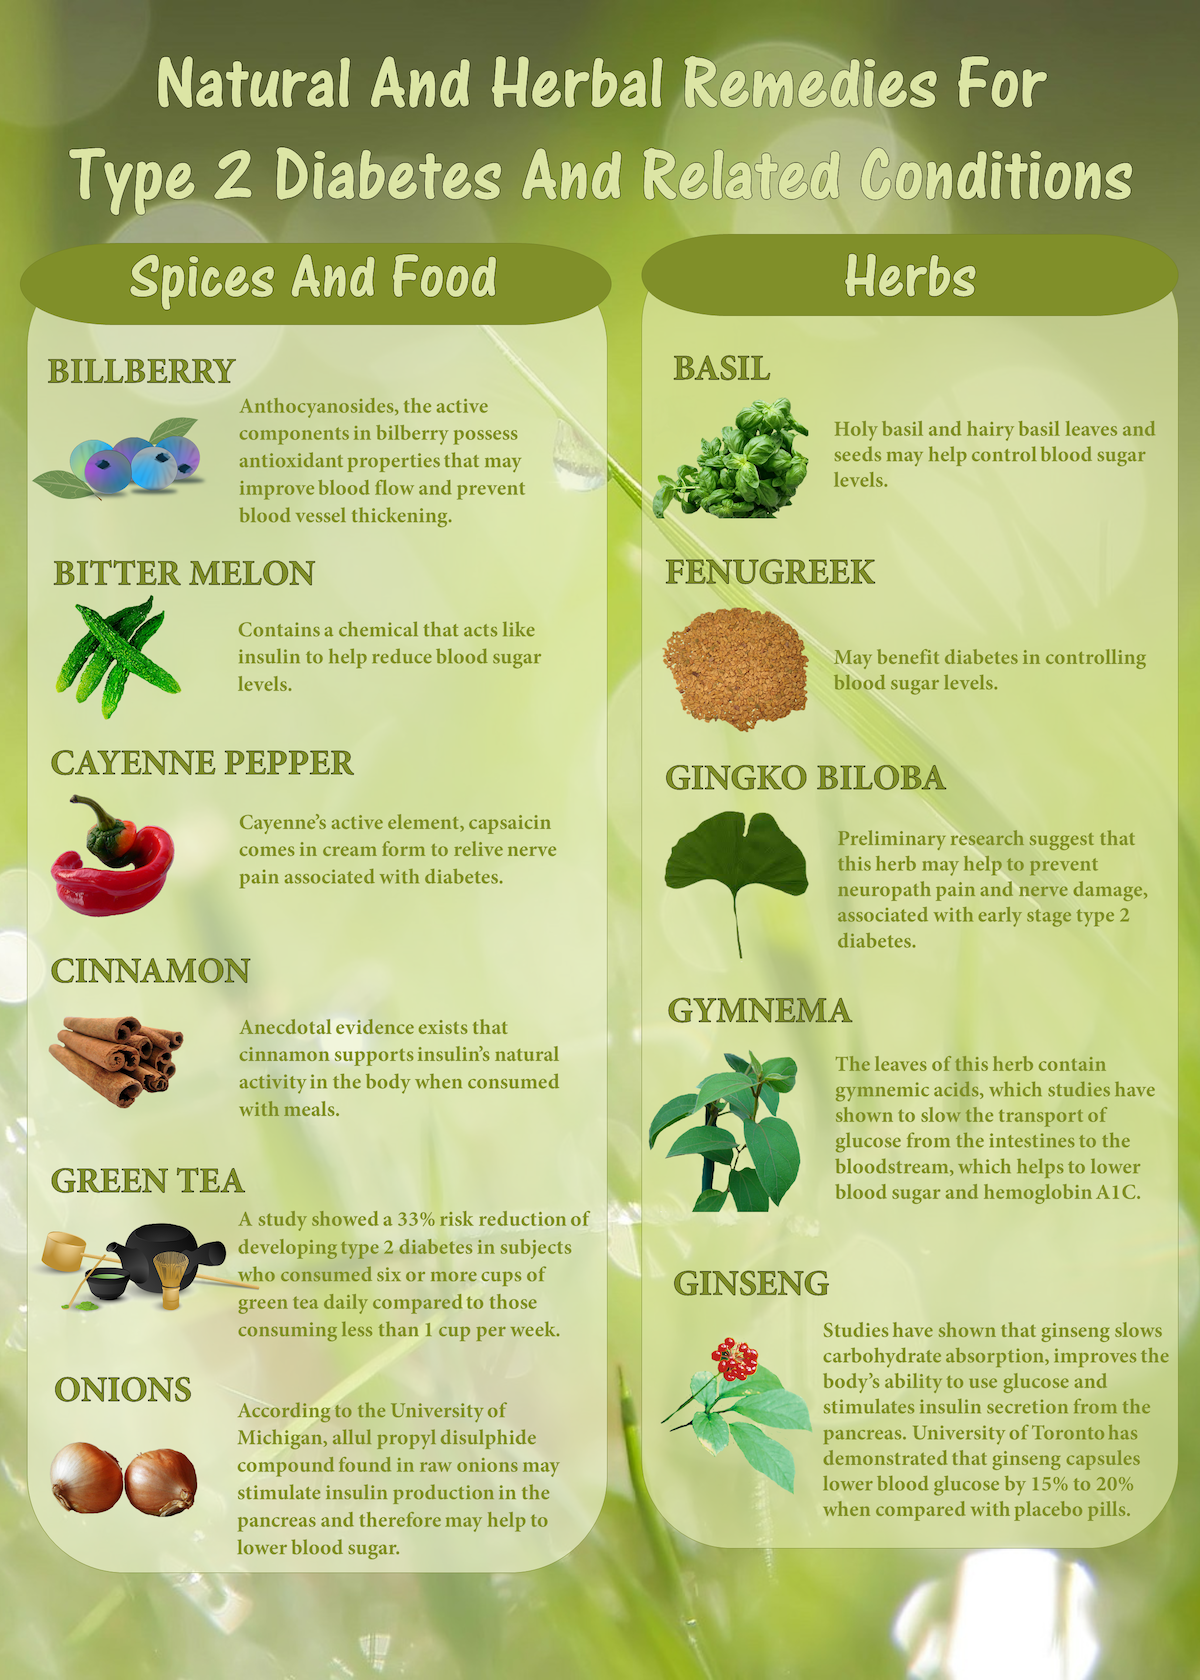 Natural And Herbal Remedies For
Type 2 Diabetes And Related Conditions
Spices And Food
BILLBERRY
Anthocyanosides, the active
components in bilberry possess
antioxidant properties that may
improve blood flow and prevent
blood vessel thickening.
BITTER MELON
Contains a chemical that acts like
insulin to help reduce blood sugar
levels.
CAYENNE PEPPER
Cayenne's active element, capsaicin
comes in cream form to relive nerve
pain associated with diabetes.
CINNAMON
Anecdotal evidence exists that
cinnamon supports insulin's natural
activity in the body when consumed
with meals.
GREEN TEA
A study showed a 33% risk reduction of
developing type 2 diabetes in subjects
who consumed six or more cups of
green tea daily compared to those
consuming less than 1 cup per week.
ONIONS
According to the University of
Michigan, allul propyl disulphide
compound found in raw onions may
stimulate insulin production in the
pancreas and therefore may help to
lower blood sugar.
Herbs
BASIL
Holy basil and hairy basil leaves and
seeds may help control blood sugar
levels.
FENUGREEK
May benefit diabetes in controlling
blood sugar levels.
GINGKO BILOBA
Preliminary research suggest that
this herb may help to prevent
neuropath pain and nerve damage,
associated with early stage type 2
diabetes.
GYMNEMA
The leaves of this herb contain
gymnemic acids, which studies have
shown to slow the transport of
glucose from the intestines to the
bloodstream, which helps to lower
blood sugar and hemoglobin A1C.
GINSENG
Studies have shown that ginseng slows
carbohydrate absorption, improves the
body's ability to use glucose and
stimulates insulin secretion from the
pancreas. University of Toronto has
demonstrated that ginseng capsules
lower blood glucose by 15% to 20%
when compared with placebo pills.